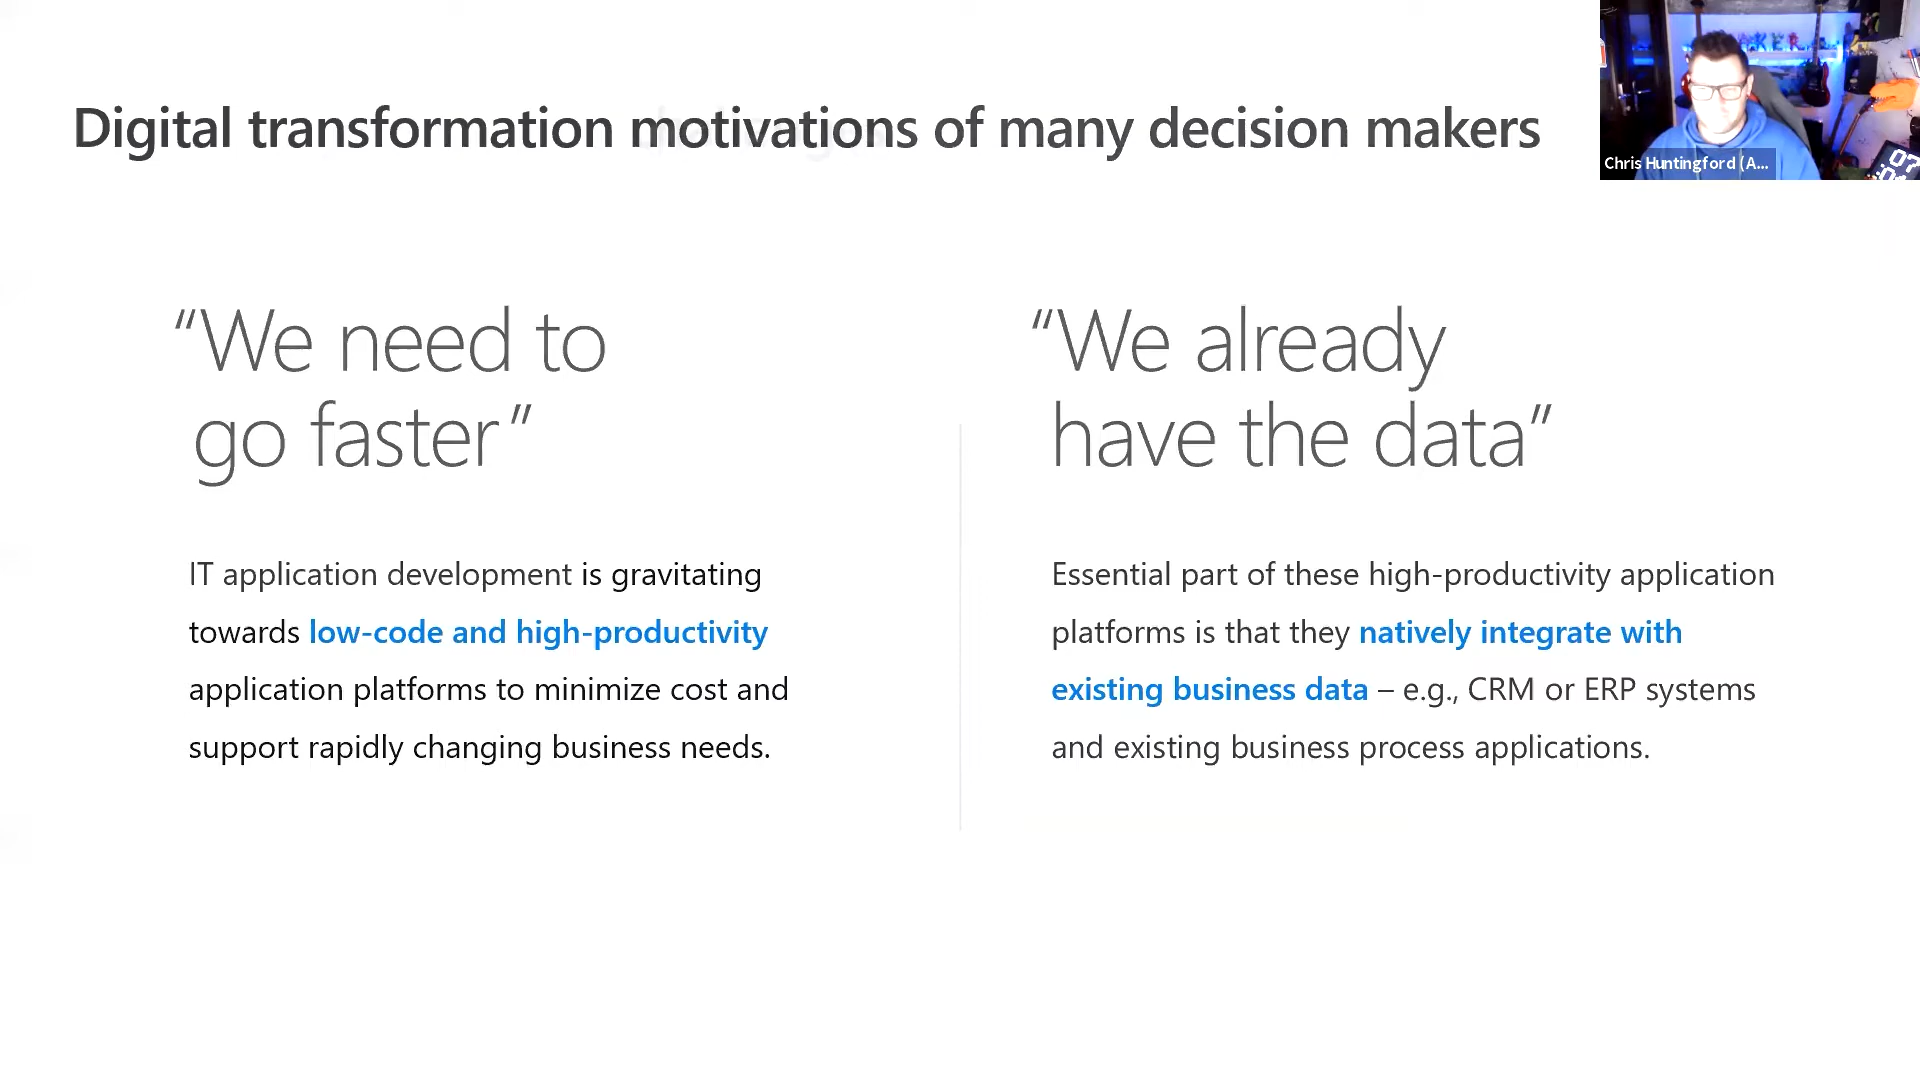 Digital transformation motivations of many decision makers
Chris Huntingford (A...
“We need to
go faster”
IT application development is gravitating
towards low-code and high-productivity
application platforms to minimize cost and
support rapidly changing business needs.
“We already
have the data”
Essential part of these high-productivity application
platforms is that they natively integrate with
existing business data – e.g., CRM or ERP systems
and existing business process applications.